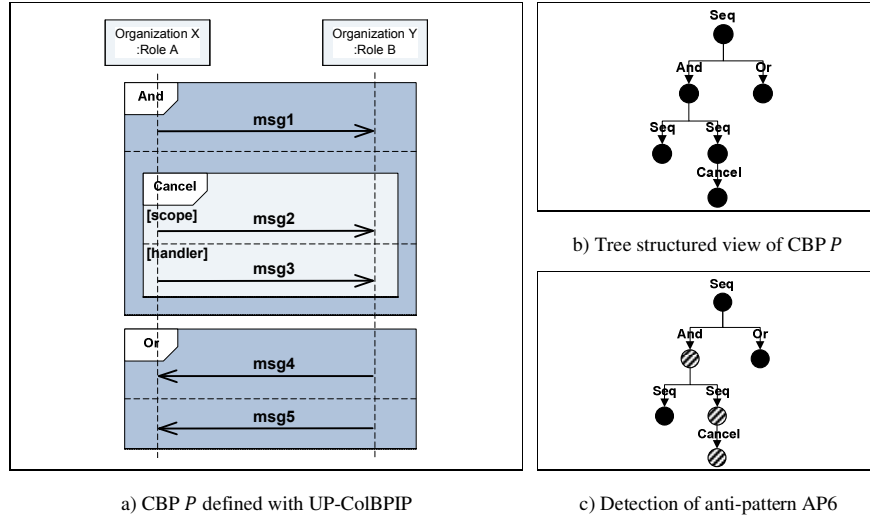 Organization X
:Role A
Organization Y
:Role B
And
msg1
Cancel
[scope]
msg2
[handler]
msg3
Or
msg4
msg5
a) CBP P defined with UP-ColBPIP
Seq
And
Or
Seq
Seq
Cancel
b) Tree structured view of CBP P
Seq
And
Or
Seq
Seq
Cancel
c) Detection of anti-pattern AP6